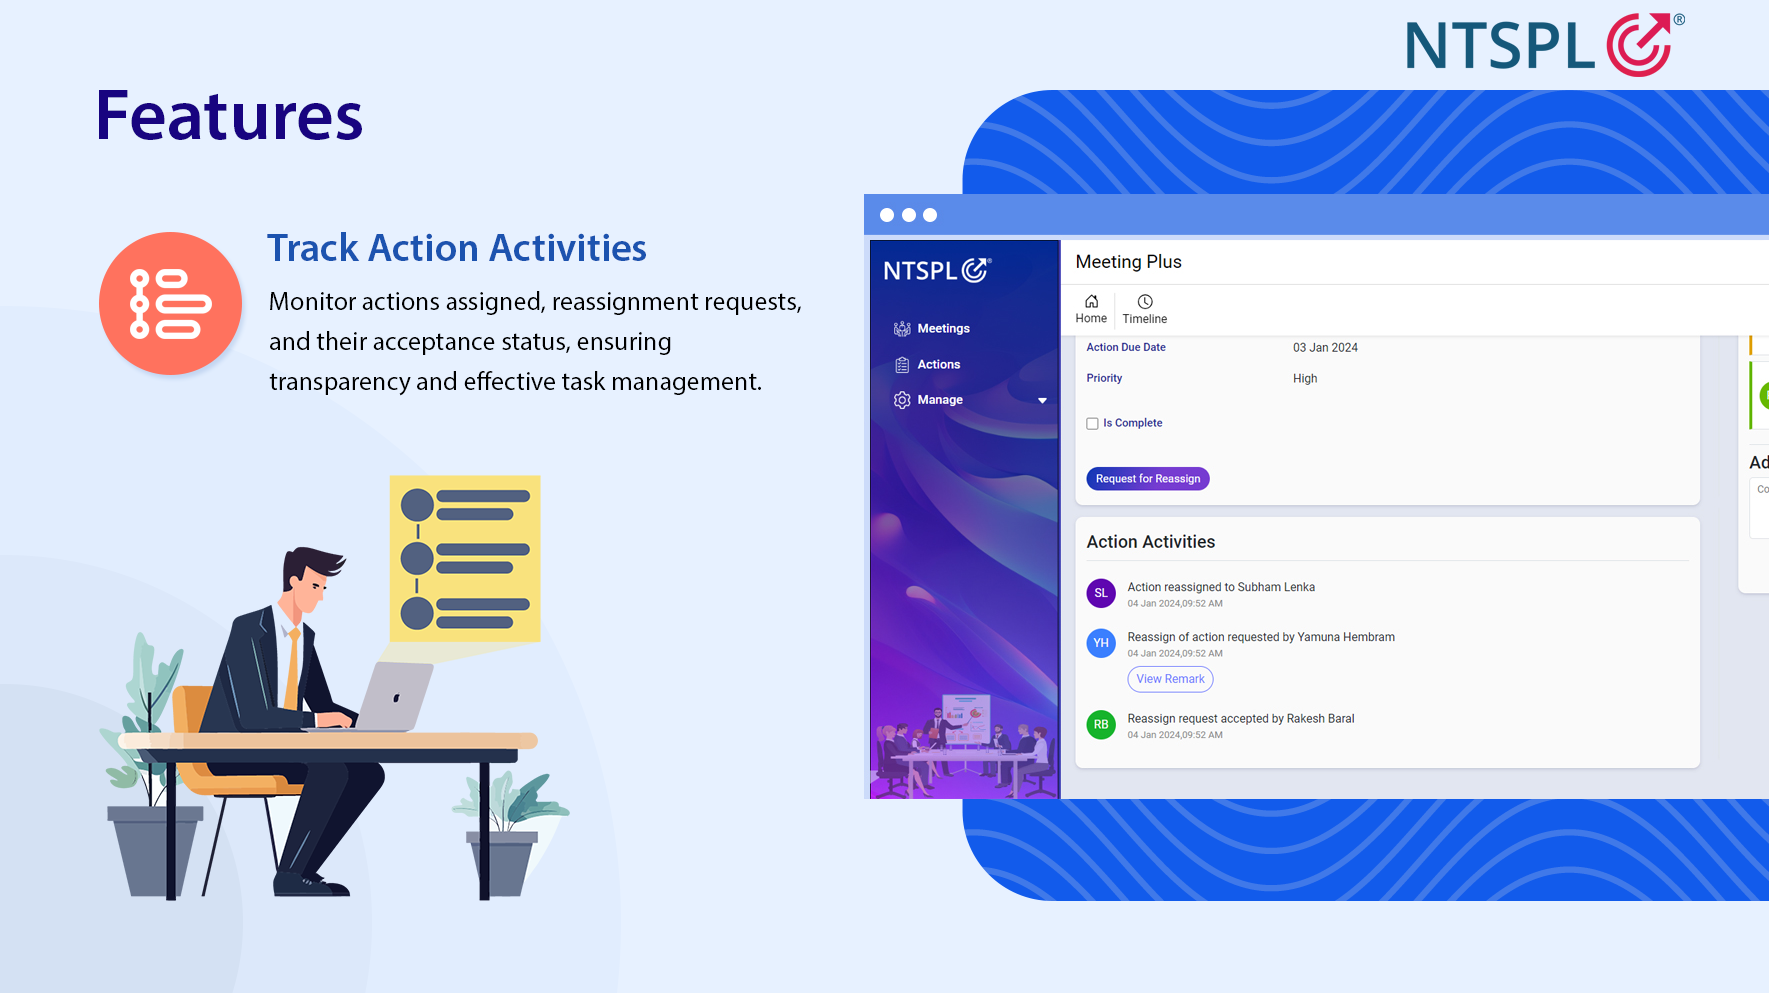 NTSPL ®
Features
Track Action Activities
Monitor actions assigned, reassignment requests,
and their acceptance status, ensuring
transparency and effective task management.
NTSPL ®
Meetings
Actions
Manage
Meeting Plus
Home
Timeline
Action Due Date 03 Jan 2024
Priority High
Is Complete
Request for Reassign
Action Activities
SL Action reassigned to Subham Lenka
04 Jan 2024,09:52 AM
YH Reassign of action requested by Yamuna Hembram
04 Jan 2024,09:52 AM
View Remark
RB Reassign request accepted by Rakesh Baral
04 Jan 2024,09:52 AM
Ad
Co